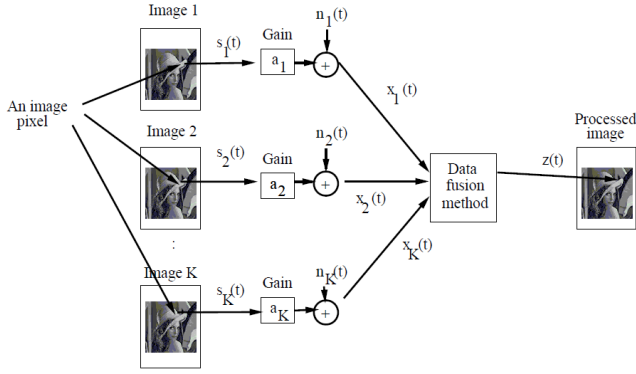 Image 1
s1(t)
Gain
a1
n1(t)
+
x1(t)
An image
pixel
Image 2
s2(t)
Gain
a2
n2(t)
+
x2(t)
Data
fusion
method
z(t)
Processed
image
:
Image K
sK(t)
Gain
aK
nK(t)
+
xK(t)